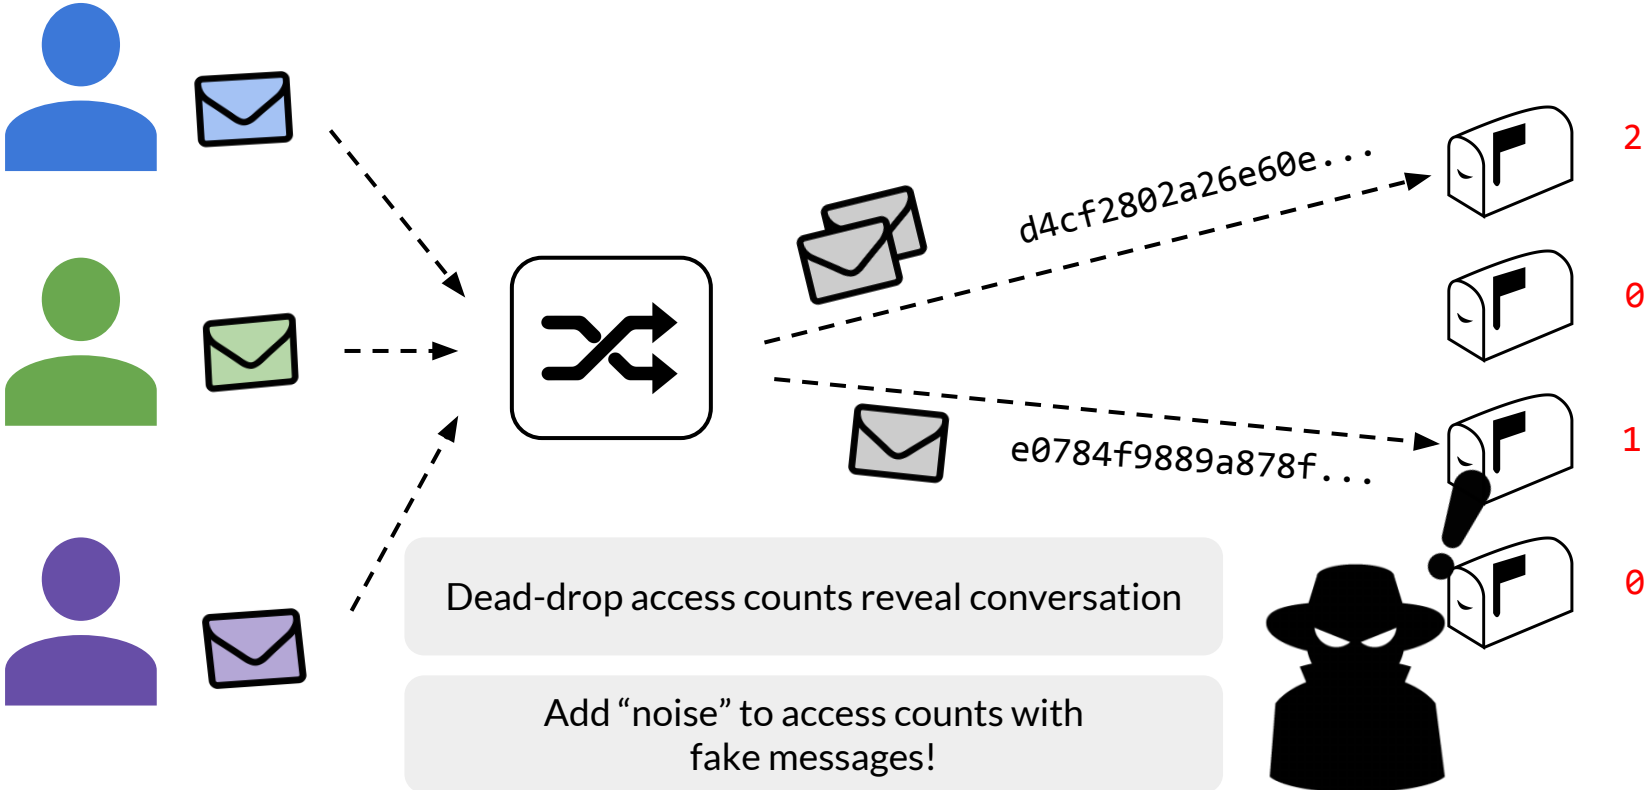 d4cf2802a26e60e...
2
0
e0784f9889a878f...
1
0
Dead-drop access counts reveal conversation
Add “noise” to access counts with
fake messages!